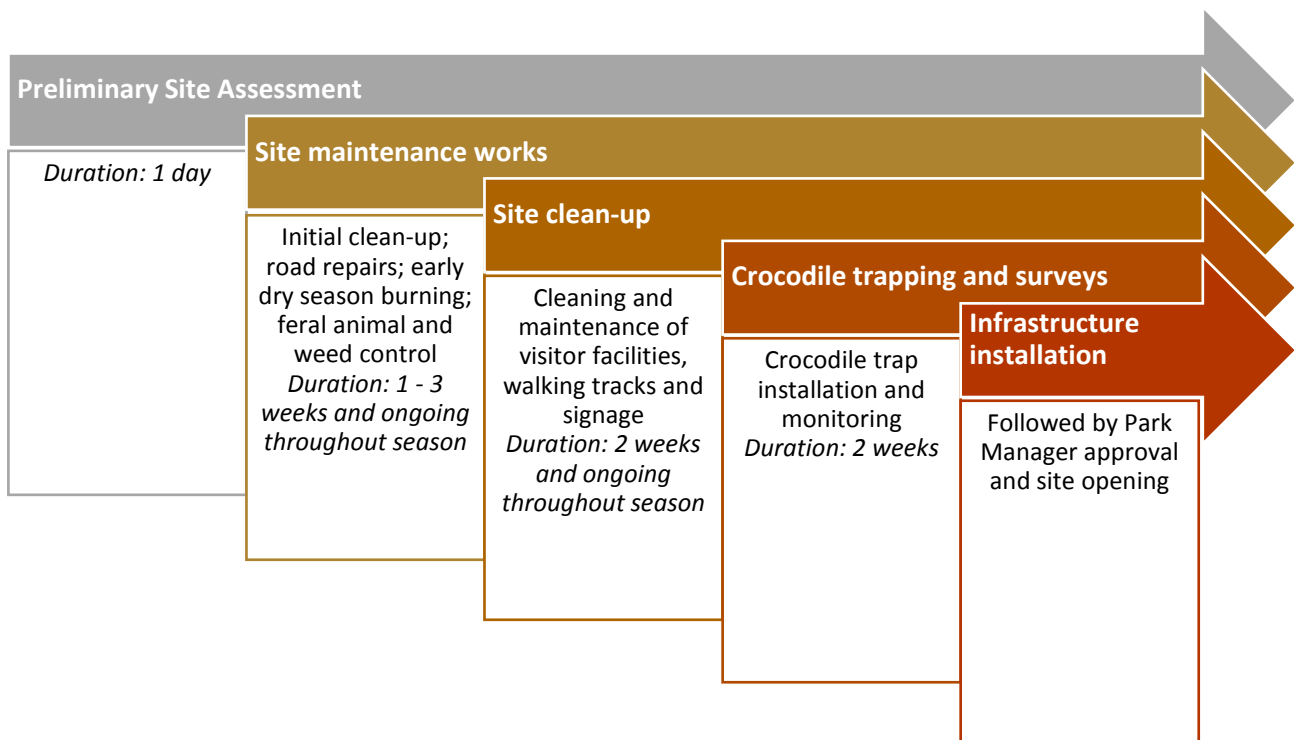 Preliminary Site Assessment
Duration: 1 day
Site maintenance works
Initial clean-up;
road repairs; early
dry season burning;
feral animal and
weed control
Duration: 1 - 3
weeks and ongoing
throughout season
Site clean-up
Cleaning and
maintenance of
visitor facilities,
walking tracks and
signage
Duration: 2 weeks
and ongoing
throughout season
Crocodile trapping and surveys
Crocodile trap
installation and
monitoring
Duration: 2 weeks
Infrastructure
installation
Followed by Park
Manager approval
and site opening